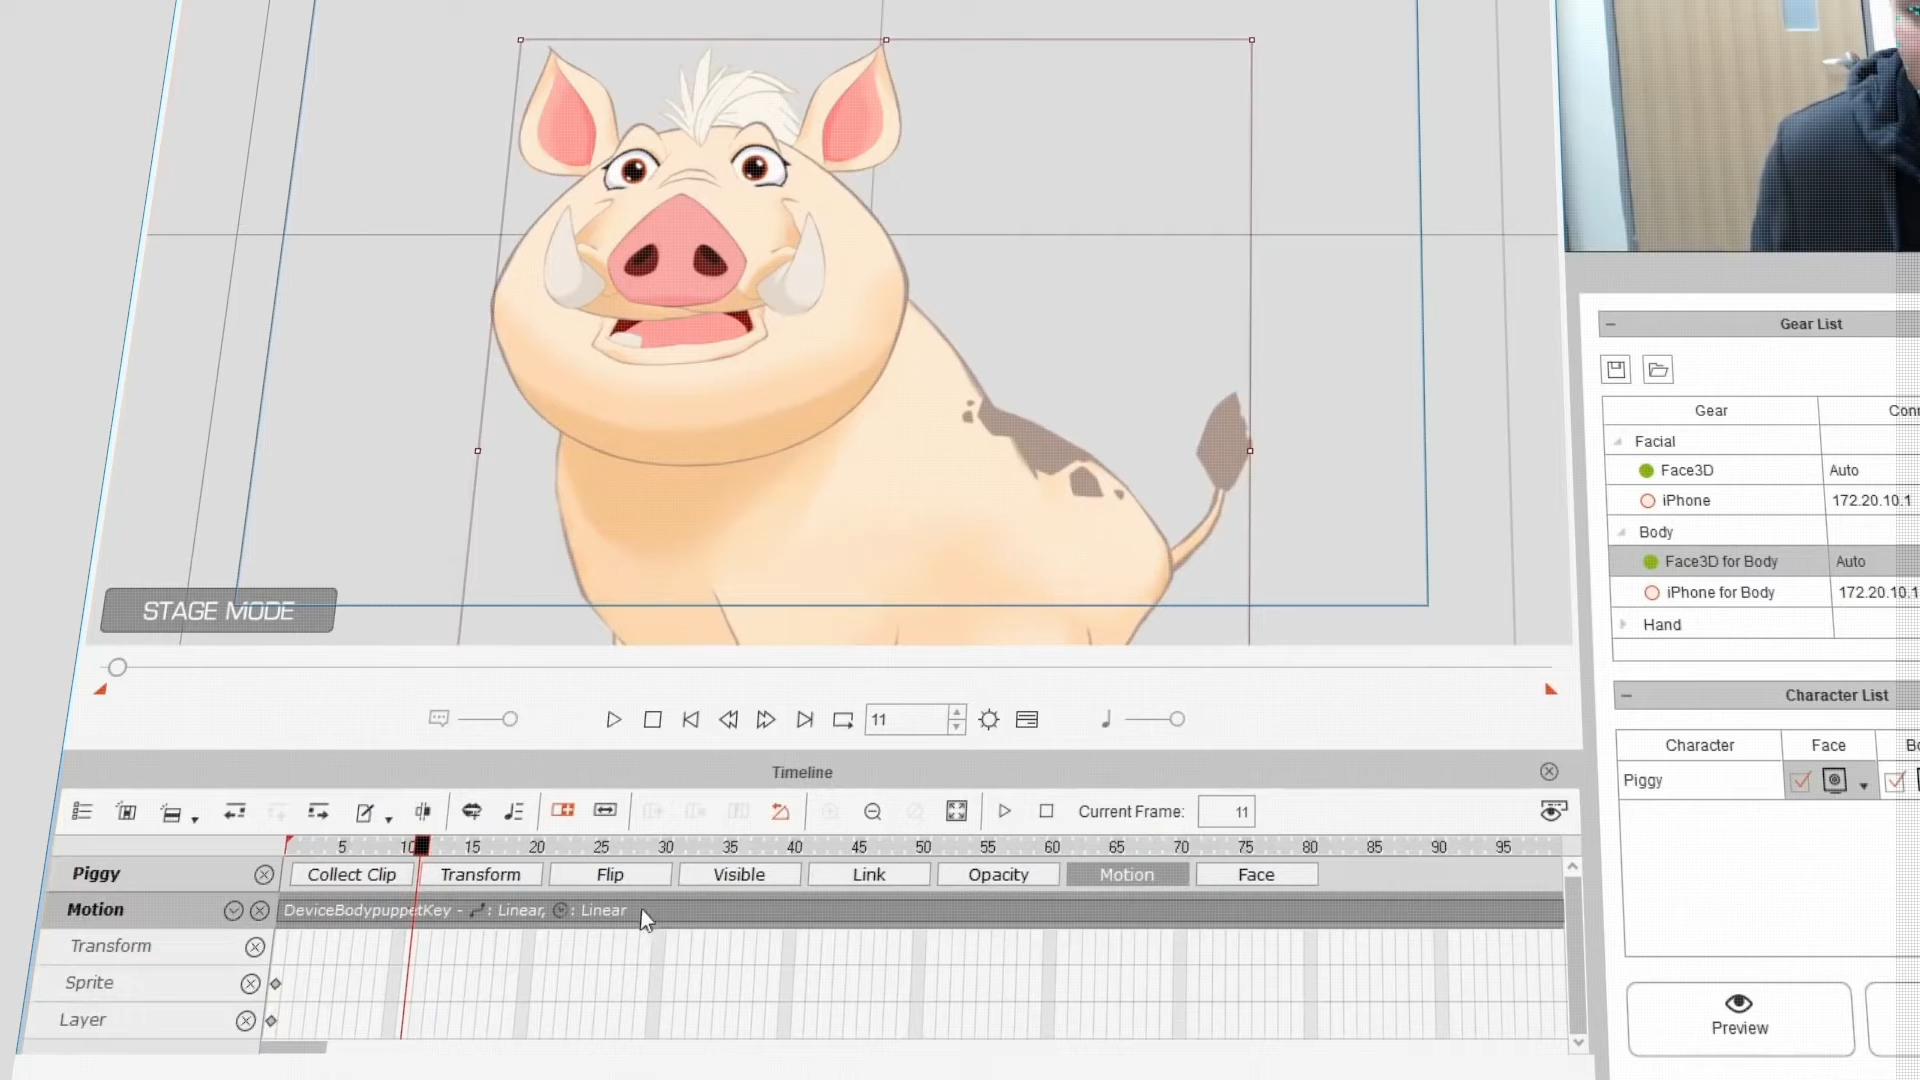 Gear List
Gear
Facial
Face3D Auto
iPhone 172.20.10.1
Body
Face3D for Body Auto
iPhone for Body 172.20.10.1
Hand
STAGE MODE
11
Character List
Character Face
Piggy
Timeline
Current Frame: 11
5 10 15 20 25 30 35 40 45 50 55 60 65 70 75 80 85 90 95
Piggy Collect Clip Transform Flip Visible Link Opacity Motion Face
Motion DeviceBodypuppetKey - : Linear, : Linear
Transform
Sprite
Layer
Preview